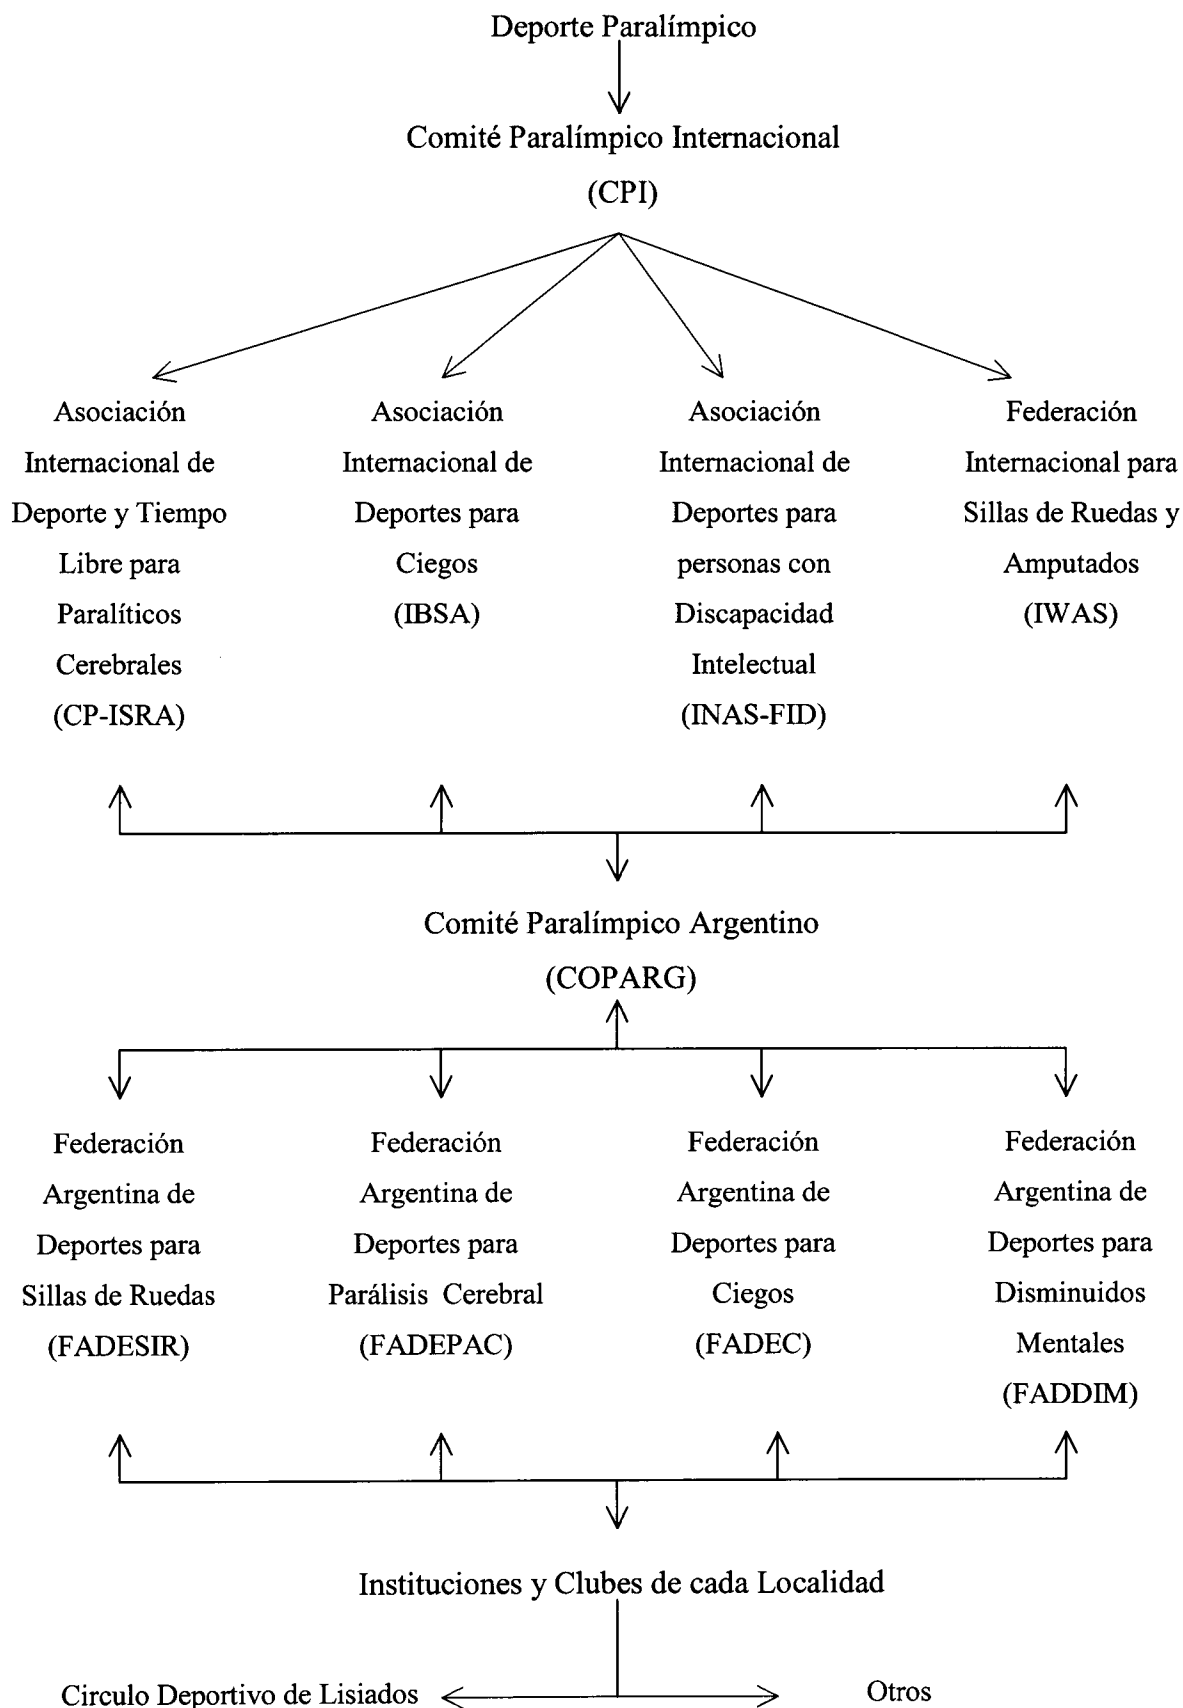 Deporte Paralímpico
Comité Paralímpico Internacional
(CPI)
Asociación
Internacional de
Deporte y Tiempo
Libre para
Paralíticos
Cerebrales
(CP-ISRA)
Asociación
Internacional de
Deportes para
Ciegos
(IBSA)
Asociación
Internacional de
Deportes para
personas con
Discapacidad
Intelectual
(INAS-FID)
Federación
Internacional para
Sillas de Ruedas y
Amputados
(IWAS)
Comité Paralímpico Argentino
(COPARG)
Federación
Argentina de
Deportes para
Sillas de Ruedas
(FADESIR)
Federación
Argentina de
Deportes para
Parálisis Cerebral
(FADEPAC)
Federación
Argentina de
Deportes para
Ciegos
(FADEC)
Federación
Argentina de
Deportes para
Disminuidos
Mentales
(FADDIM)
Instituciones y Clubes de cada Localidad
Circulo Deportivo de Lisiados
Otros